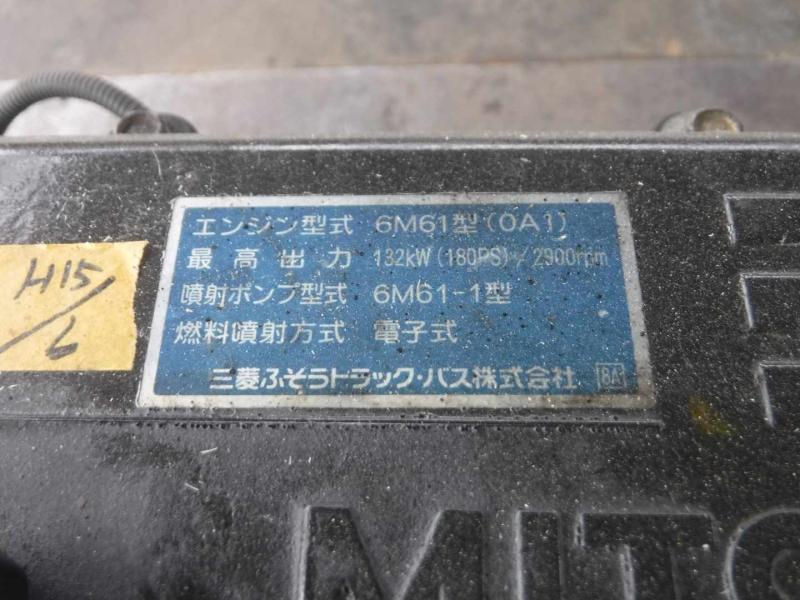 エンジン型式 6M61型(0A1)
最高出力 132kW(180PS)/2900rpm
噴射ポンプ型式 6M61-1型
燃料噴射方式 電子式
三菱ふそうトラック・バス株式会社 8A
H15/6
MITS